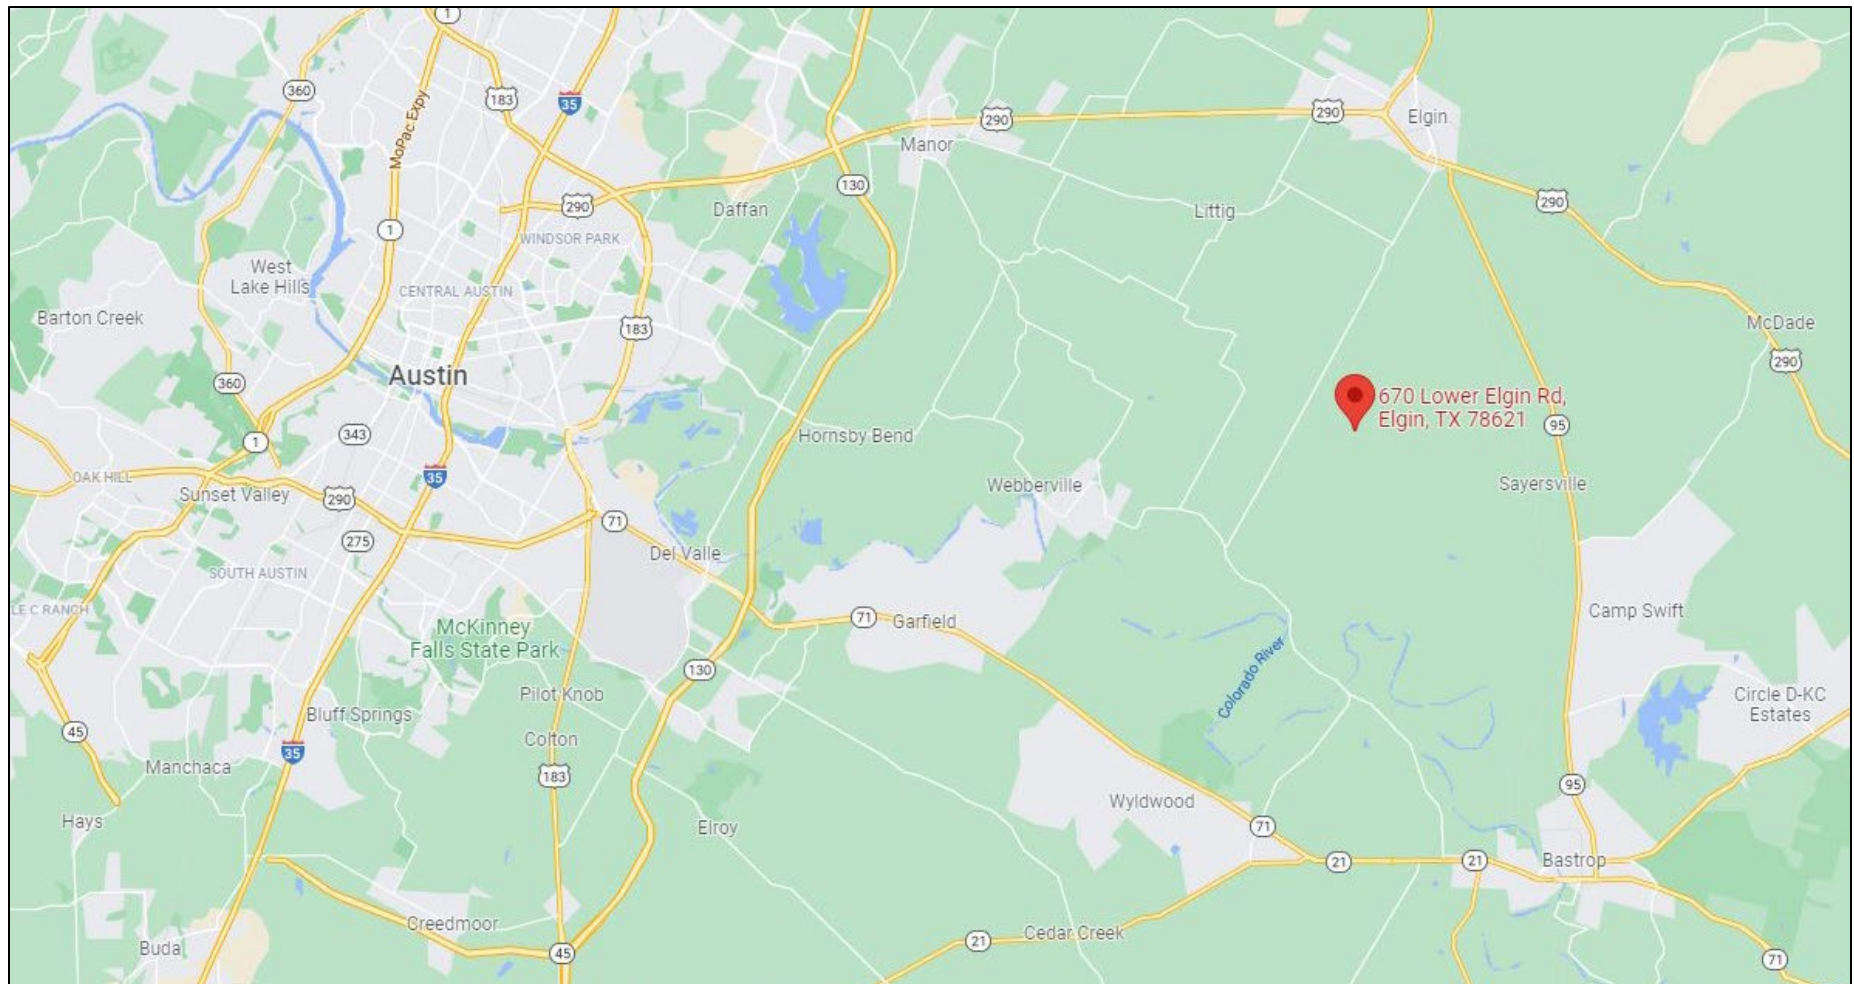 1
360
183
35
MoPac Expy
290
290
Elgin
Manor
130
290
Daffan
290
Littig
1
WINDSOR PARK
West
Lake Hills
CENTRAL AUSTIN
Barton Creek
183
McDade
290
360
Austin
670 Lower Elgin Rd,
Elgin, TX 78621
95
343
1
Hornsby Bend
OAK HILL
35
Sunset Valley
290
Webberville
Sayersville
71
275
Del Valle
SOUTH AUSTIN
LE C RANCH
McKinney
Falls State Park
71
Garfield
Camp Swift
130
Colorado River
Pilot Knob
Circle D-KC
Estates
Bluff Springs
45
Colton
35
Manchaca
183
95
Wyldwood
Hays
Elroy
71
21
21
Bastrop
Creedmoor
Cedar Creek
21
Buda
45
71